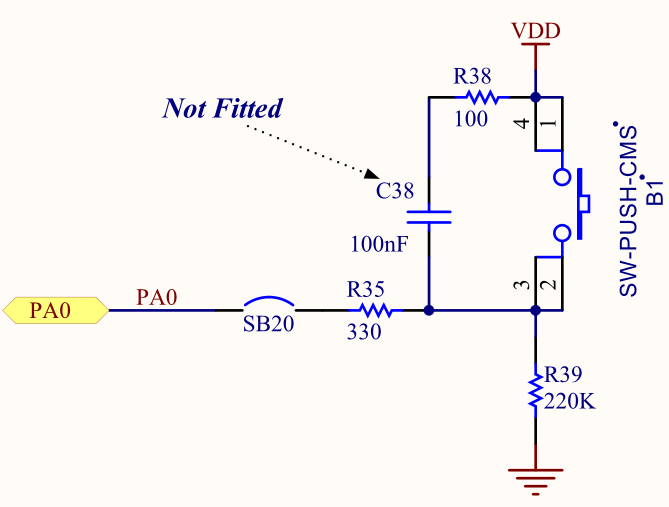 VDD
R38
100
Not Fitted
4
1
C38
100nF
SW-PUSH-CMS
B1
PA0
PA0
SB20
R35
330
3
2
R39
220K